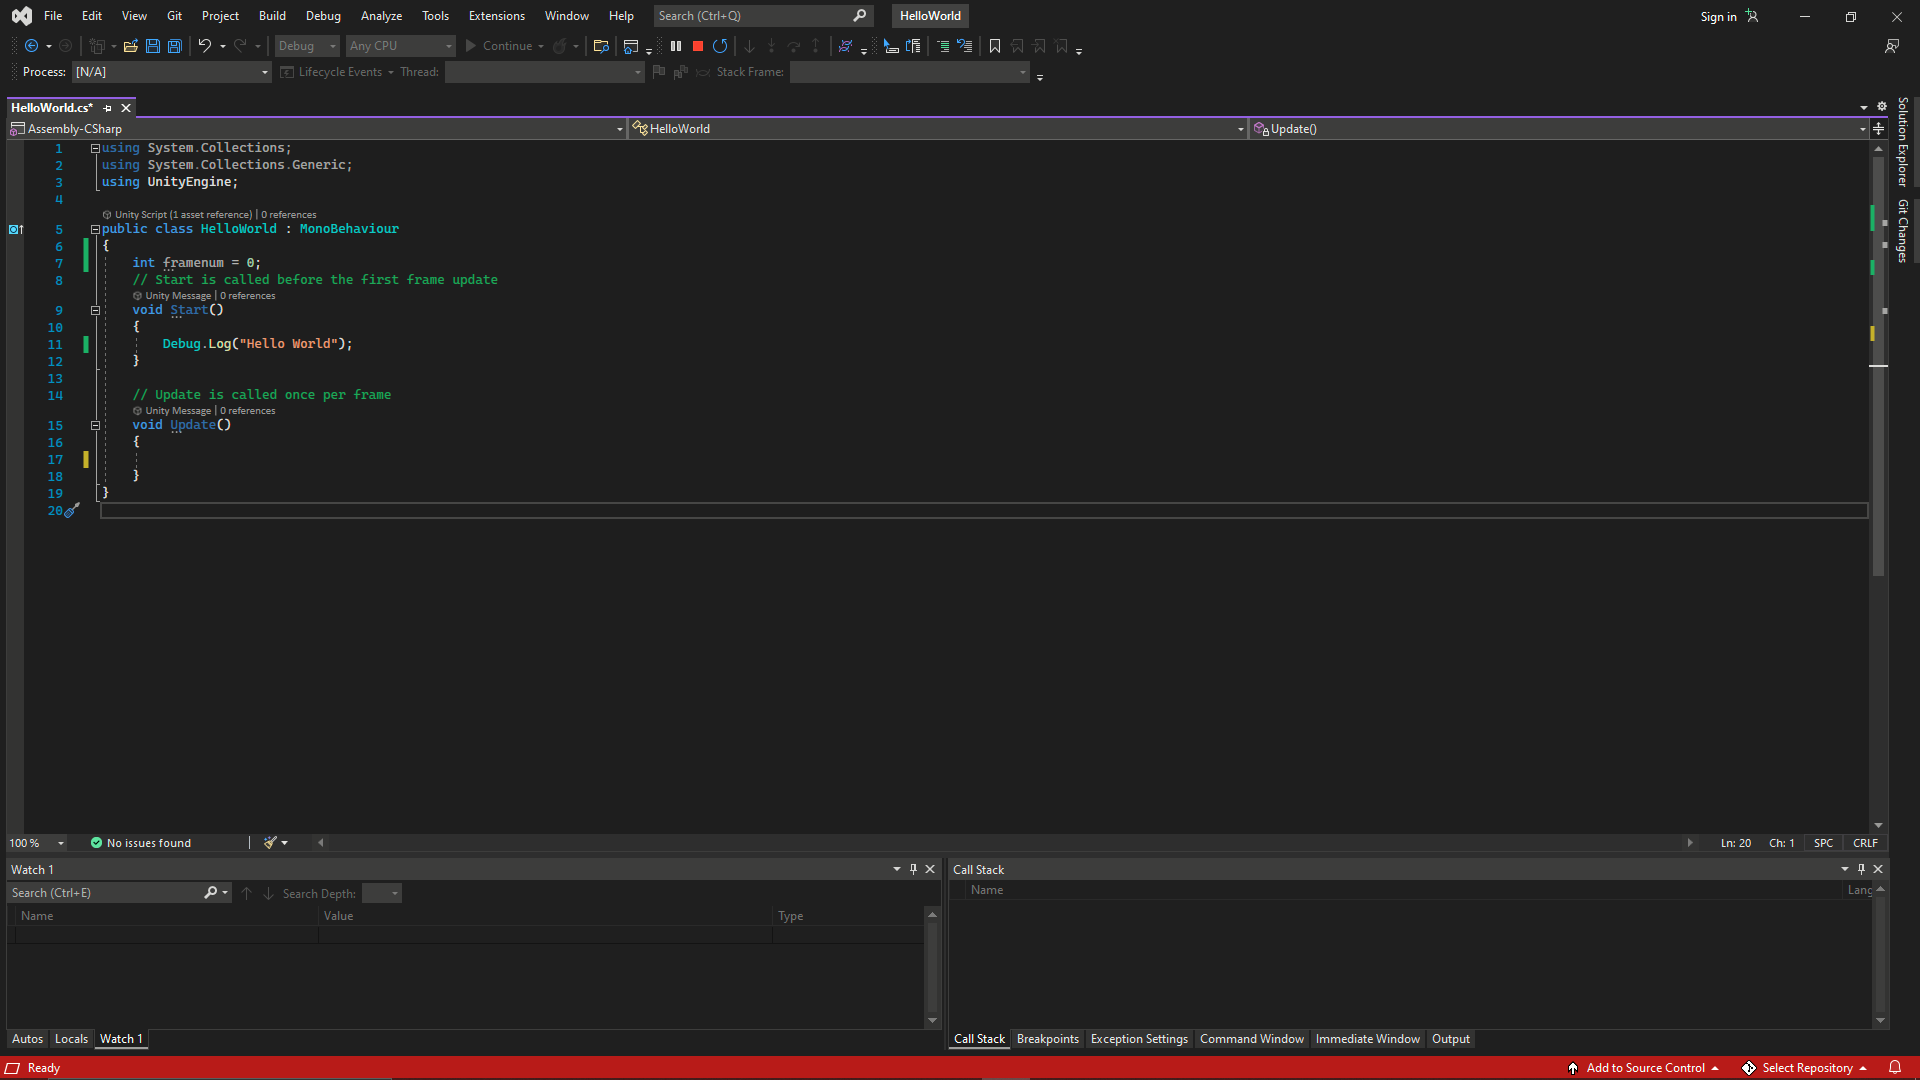 File Edit View Git Project Build Debug Analyze Tools Extensions Window Help Search (Ctrl+Q) HelloWorld Sign in
Debug Any CPU Continue
Process: [N/A] Lifecycle Events Thread: Stack Frame:
HelloWorld.cs*
Assembly-CSharp HelloWorld Update()
1 using System.Collections;
2 using System.Collections.Generic;
3 using UnityEngine;
4
Unity Script (1 asset reference) | 0 references
5 public class HelloWorld : MonoBehaviour
6 {
7 int framenum = 0;
8 // Start is called before the first frame update
Unity Message | 0 references
9 void Start()
10 {
11 Debug.Log("Hello World");
12 }
13
14 // Update is called once per frame
Unity Message | 0 references
15 void Update()
16 {
17
18 }
19 }
20
Solution Explorer
Git Changes
100 % No issues found Ln: 20 Ch: 1 SPC CRLF
Watch 1
Search (Ctrl+E) Search Depth:
Name Value Type
Autos Locals Watch 1
Call Stack
Name Lang
Call Stack Breakpoints Exception Settings Command Window Immediate Window Output
Ready Add to Source Control Select Repository